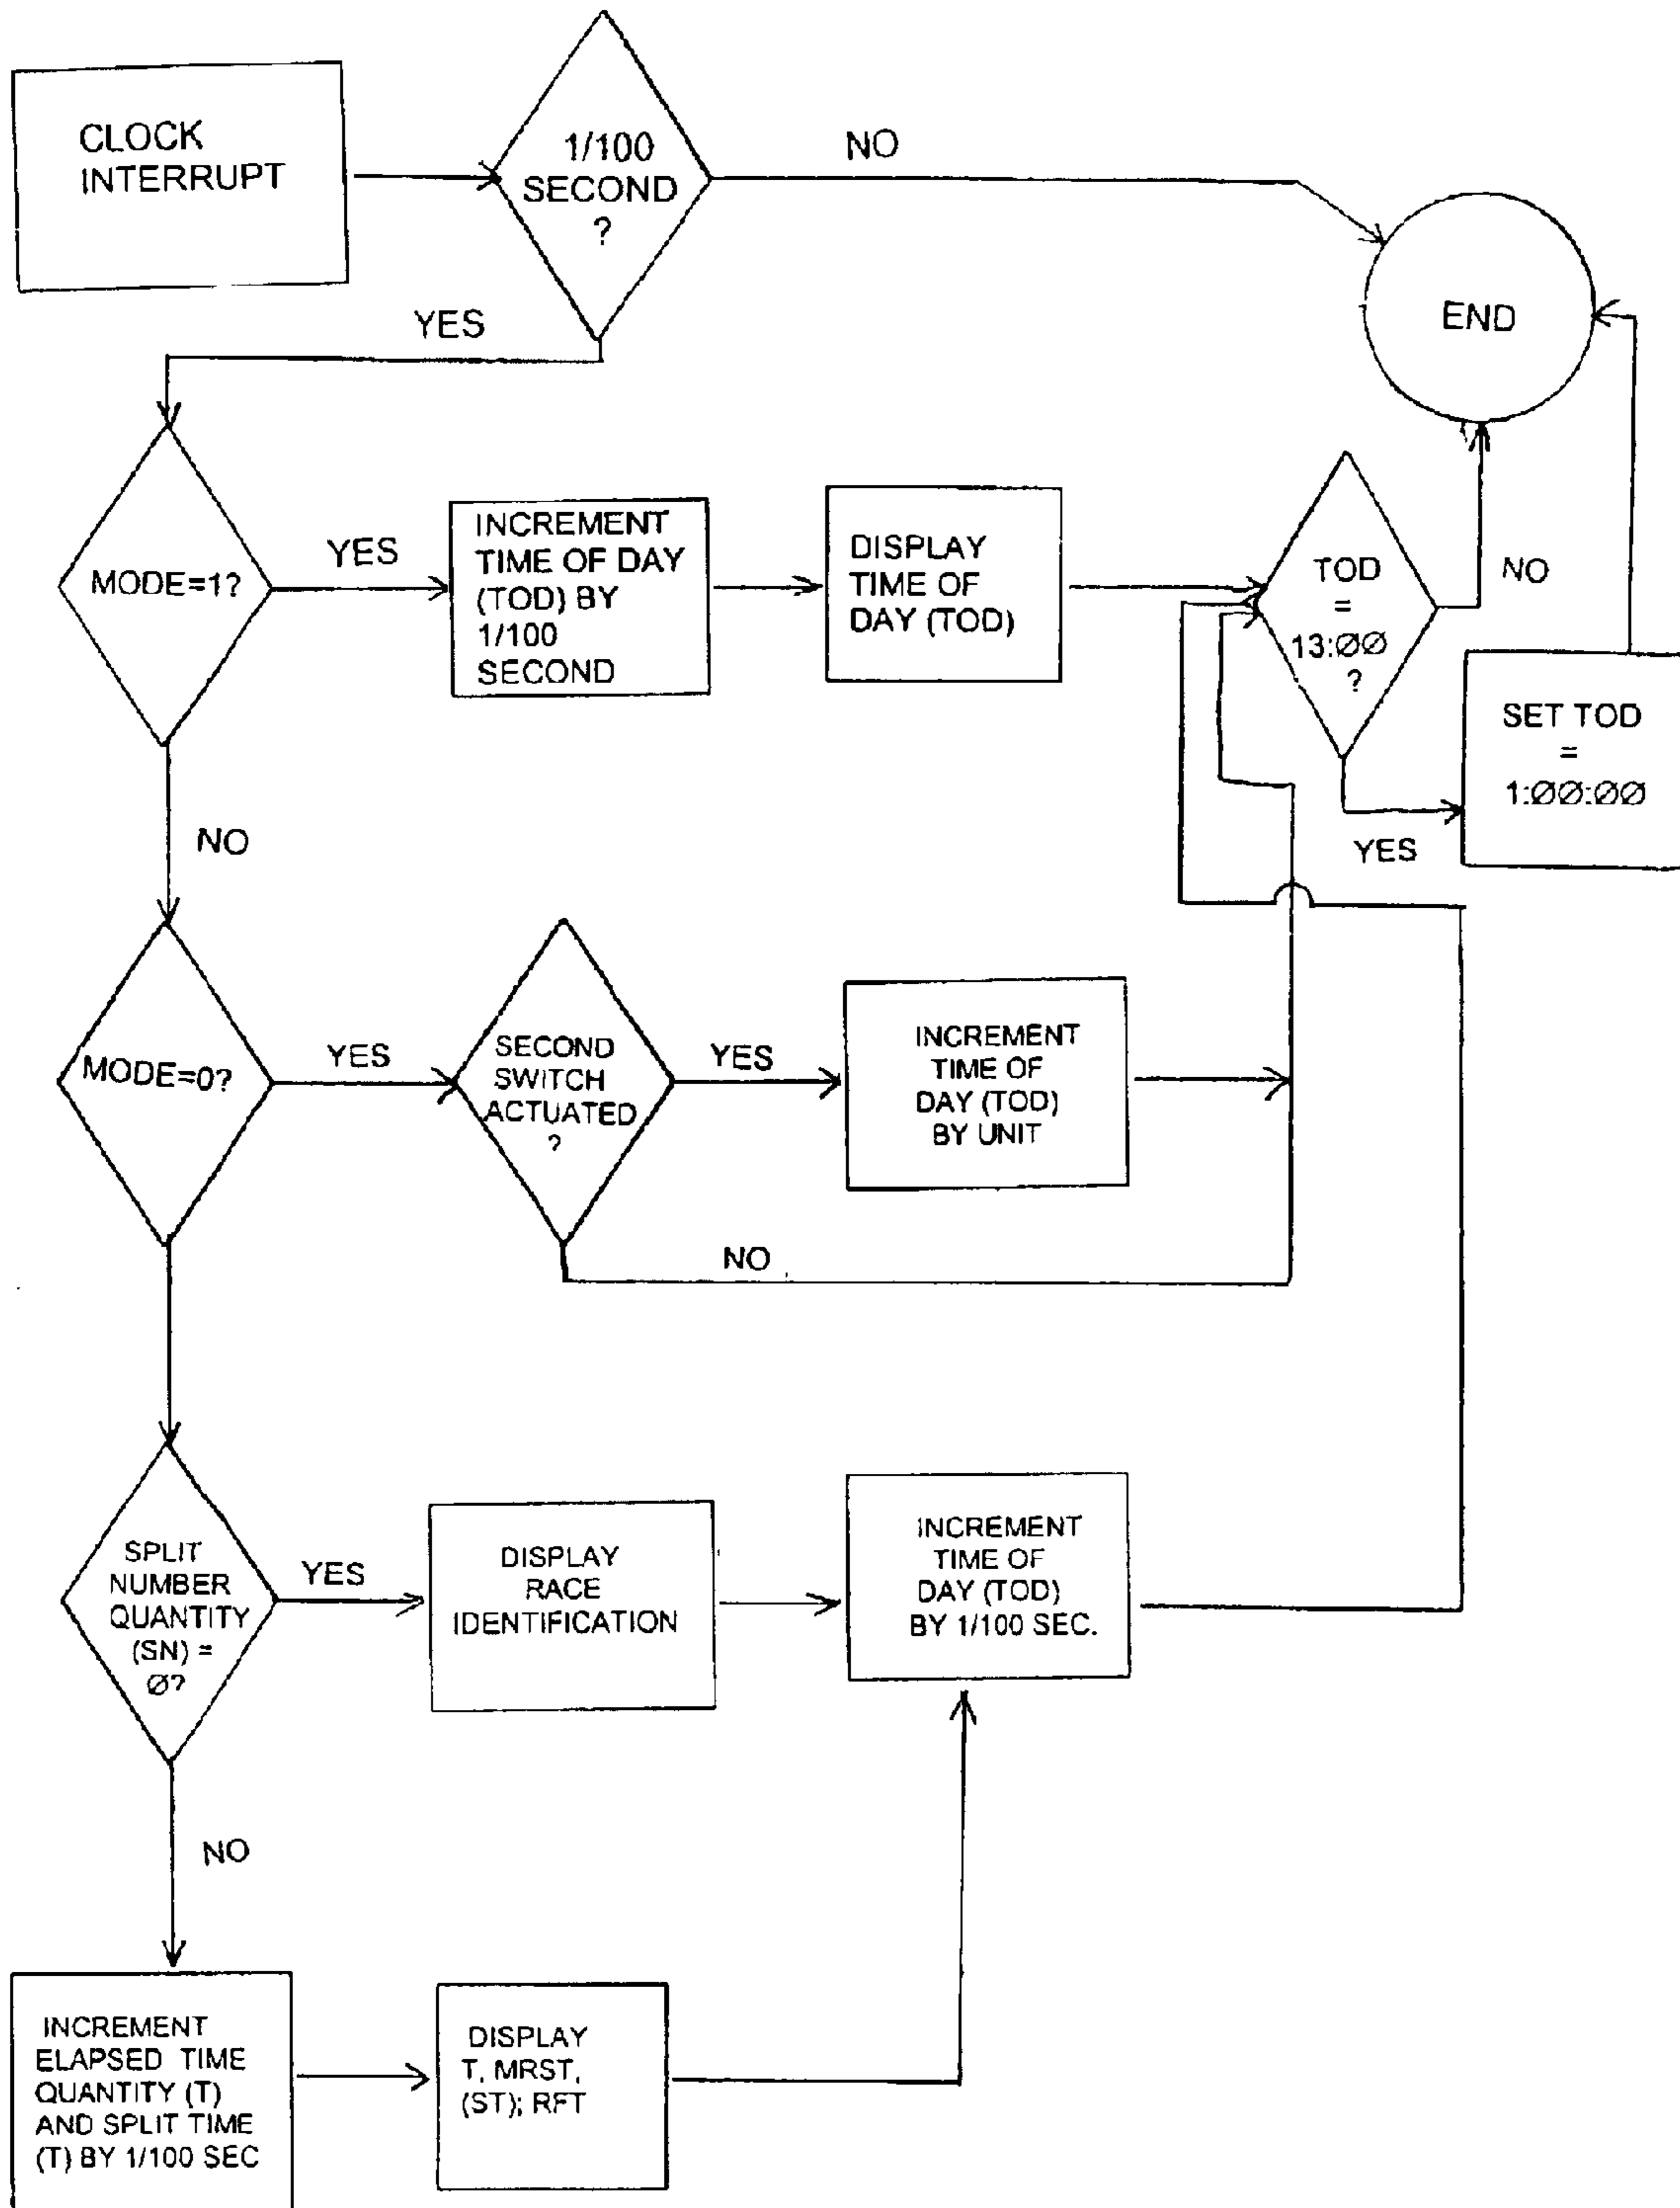 CLOCK
INTERRUPT
1/100
SECOND
?
NO
END
YES
MODE=1?
YES
INCREMENT
TIME OF DAY
(TOD) BY
1/100
SECOND
DISPLAY
TIME OF
DAY (TOD)
TOD
=
13:ØØ
?
NO
SET TOD
=
1:ØØ:ØØ
YES
NO
MODE=0?
YES
SECOND
SWITCH
ACTUATED
?
YES
INCREMENT
TIME OF
DAY (TOD)
BY UNIT
NO
SPLIT
NUMBER
QUANTITY
(SN) =
Ø?
YES
DISPLAY
RACE
IDENTIFICATION
INCREMENT
TIME OF
DAY (TOD)
BY 1/100 SEC.
NO
INCREMENT
ELAPSED TIME
QUANTITY (T)
AND SPLIT TIME
(T) BY 1/100 SEC
DISPLAY
T, MRST,
(ST); RFT